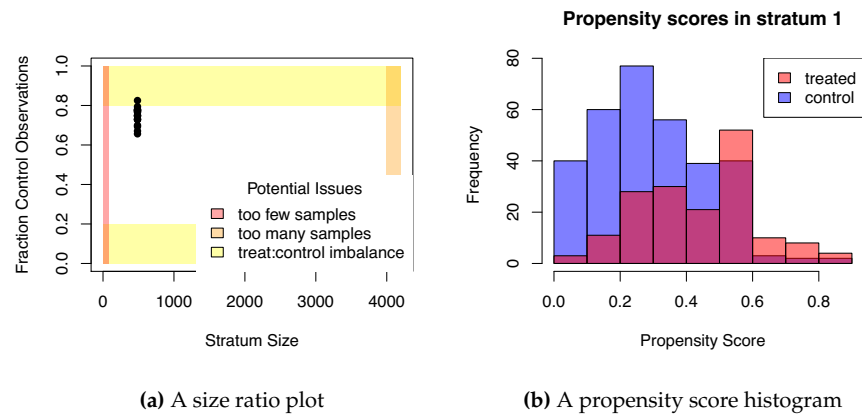 Fraction Control Observations
0.0 0.2 0.4 0.6 0.8 1.0
Potential Issues
too few samples
too many samples
treat:control imbalance
0 1000 2000 3000 4000
Stratum Size
(a) A size ratio plot
Propensity scores in stratum 1
Frequency
0 20 40 60 80
treated
control
0.0 0.2 0.4 0.6 0.8
Propensity Score
(b) A propensity score histogram